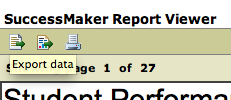 SuccessMaker Report Viewer
Export data
age 1 of 27
Student Performa